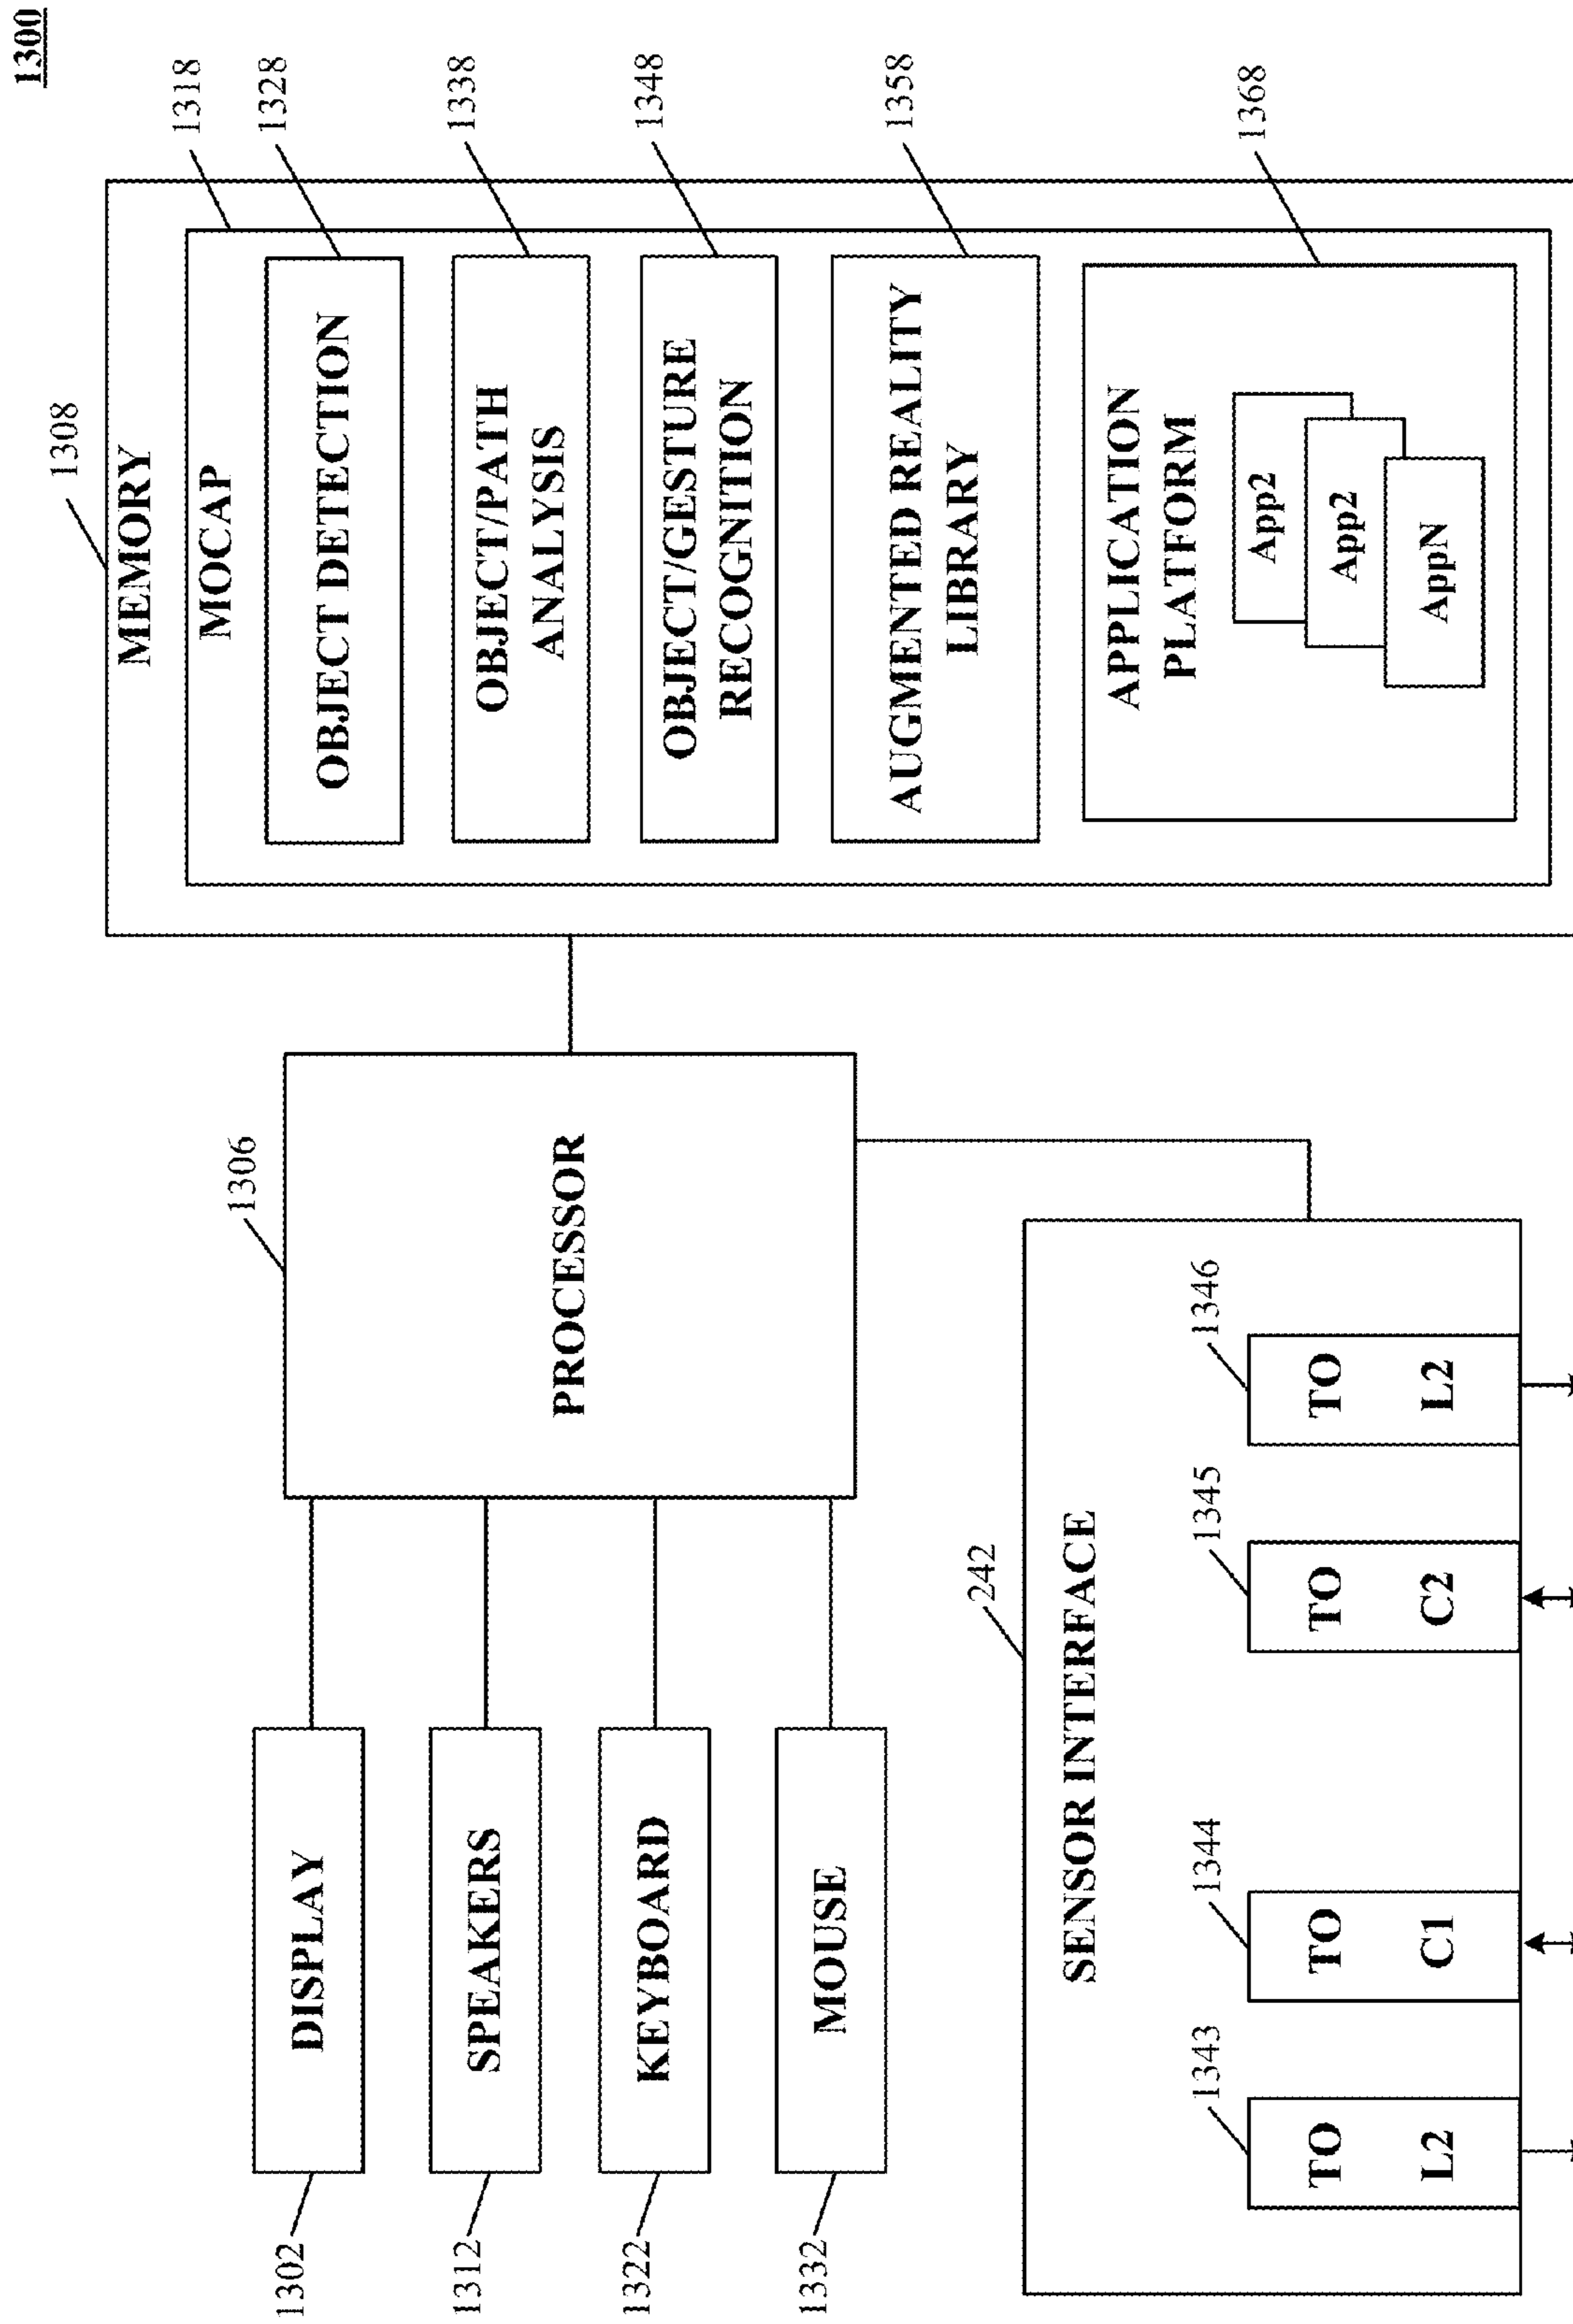 1300
1302
DISPLAY
1312
SPEAKERS
1322
KEYBOARD
1332
MOUSE
1306
PROCESSOR
1308
MEMORY
1318
MOCAP
1328
OBJECT DETECTION
1338
OBJECT/PATH
ANALYSIS
1348
OBJECT/GESTURE
RECOGNITION
1358
AUGMENTED REALITY
LIBRARY
1368
APPLICATION
PLATFORM
App2
App2
AppN
242
SENSOR INTERFACE
1343
TO
L2
1344
TO
C1
1345
TO
C2
1346
TO
L2